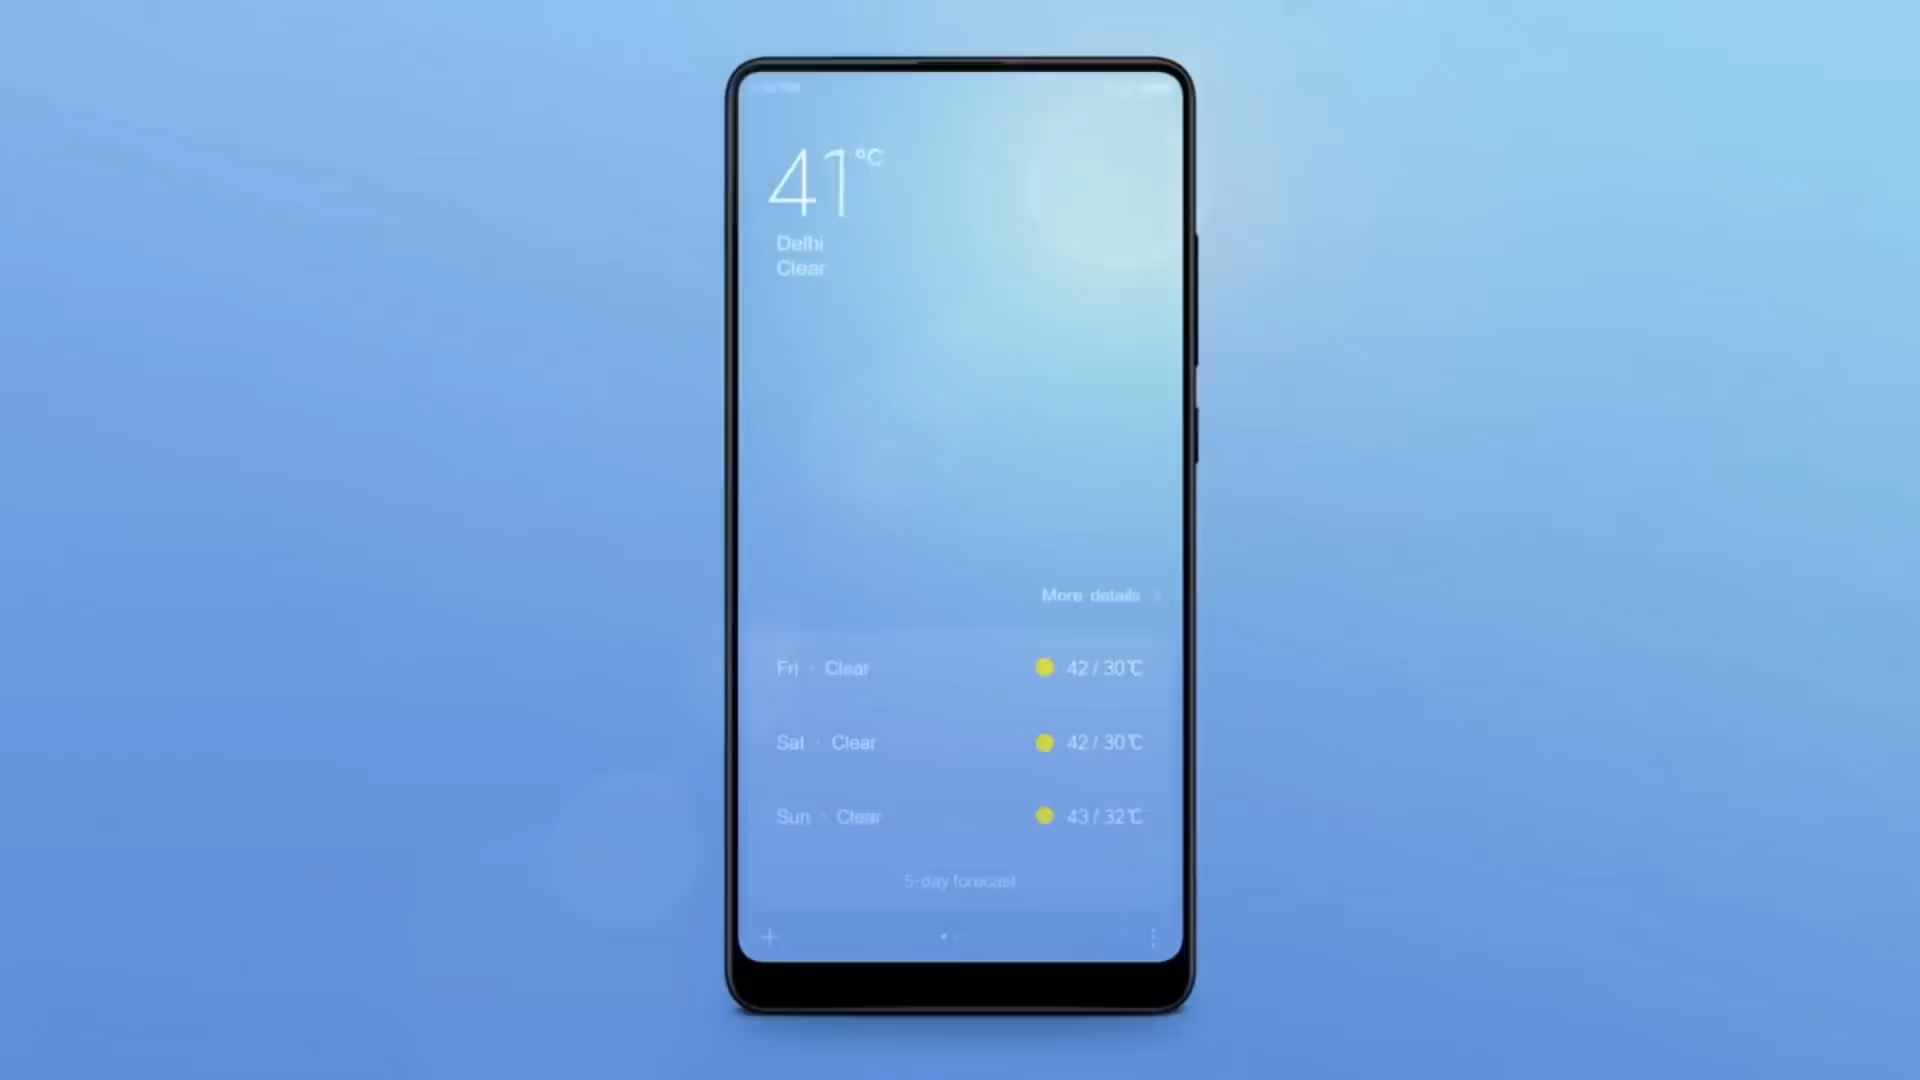 41°C
Delhi
Clear
More details
Fri · Clear 42 / 30℃
Sat · Clear 42 / 30℃
Sun · Clear 43 / 32℃
5-day forecast